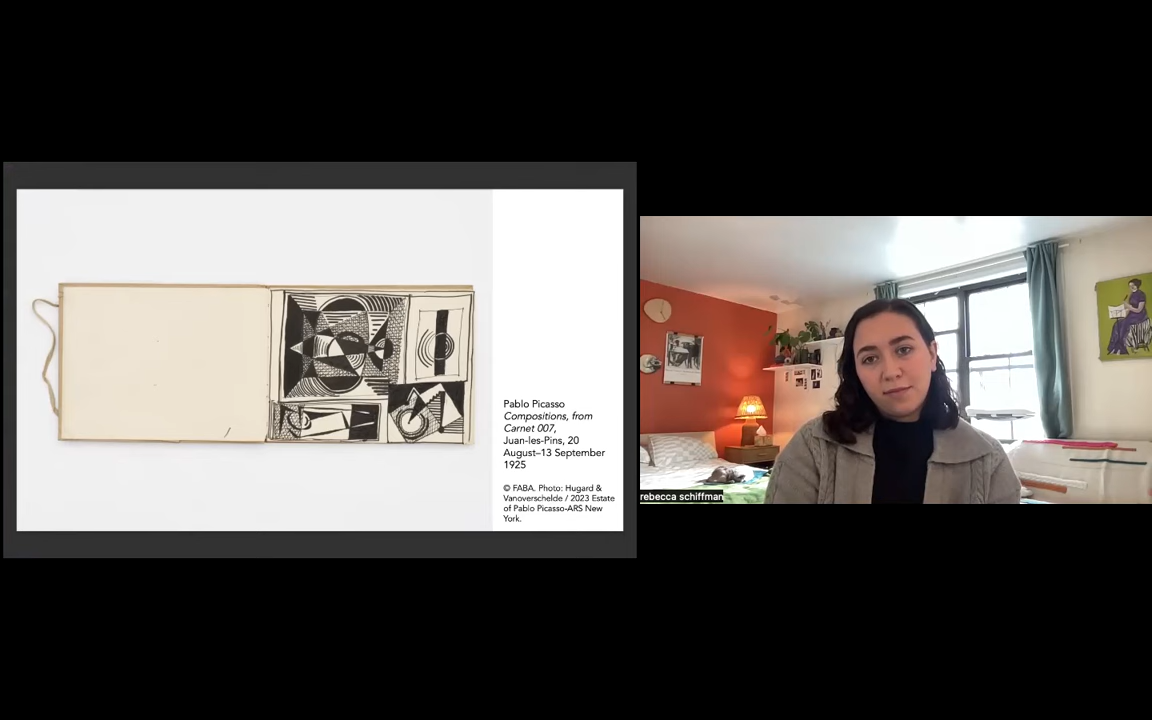 Pablo Picasso
Compositions, from
Carnet 007,
Juan-les-Pins, 20
August–13 September
1925
© FABA. Photo: Hugard &
Vanoverschelde / 2023 Estate
of Pablo Picasso-ARS New
York.
rebecca schiffman